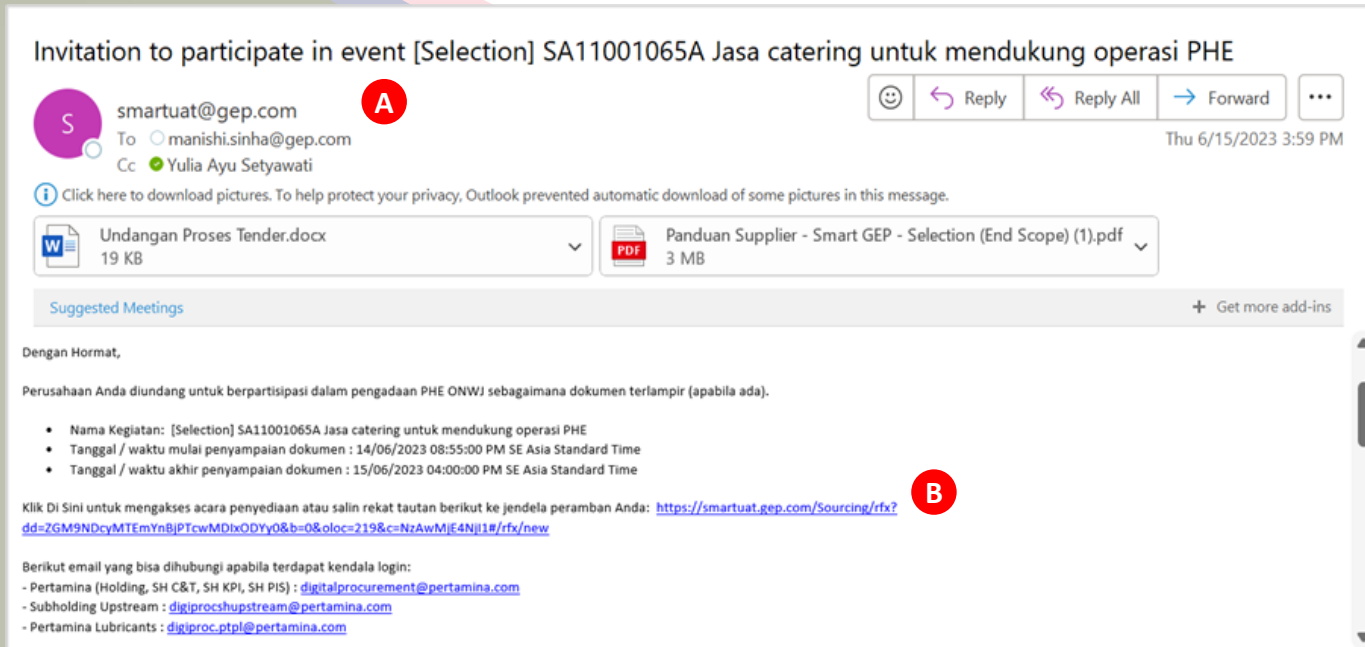 Invitation to participate in event [Selection] SA11001065A Jasa catering untuk mendukung operasi PHE
A
S
smartuat@gep.com
Reply
Reply All
Forward
To manishi.sinha@gep.com
Thu 6/15/2023 3:59 PM
Cc Yulia Ayu Setyawati
Click here to download pictures. To help protect your privacy, Outlook prevented automatic download of some pictures in this message.
Undangan Proses Tender.docx
19 KB
PDF
Panduan Supplier - Smart GEP - Selection (End Scope) (1).pdf
3 MB
Suggested Meetings
+ Get more add-ins
Dengan Hormat,
Perusahaan Anda diundang untuk berpartisipasi dalam pengadaan PHE ONWJ sebagaimana dokumen terlampir (apabila ada).
• Nama Kegiatan: [Selection] SA11001065A Jasa catering untuk mendukung operasi PHE
• Tanggal / waktu mulai penyampaian dokumen : 14/06/2023 08:55:00 PM SE Asia Standard Time
• Tanggal / waktu akhir penyampaian dokumen : 15/06/2023 04:00:00 PM SE Asia Standard Time
B
Klik Di Sini untuk mengakses acara penyediaan atau salin rekat tautan berikut ke jendela peramban Anda: https://smartuat.gep.com/Sourcing/rfx?
dd=ZGM9NDcyMTEmYnBjPTcwMDIxODYy0&b=0&oloc=219&c=NzAwMjE4NjI1#/rfx/new
Berikut email yang bisa dihubungi apabila terdapat kendala login:
- Pertamina (Holding, SH C&T, SH KPI, SH PIS) : digitalprocurement@pertamina.com
- Subholding Upstream : digiprocshupstream@pertamina.com
- Pertamina Lubricants : digiproc.ptpl@pertamina.com